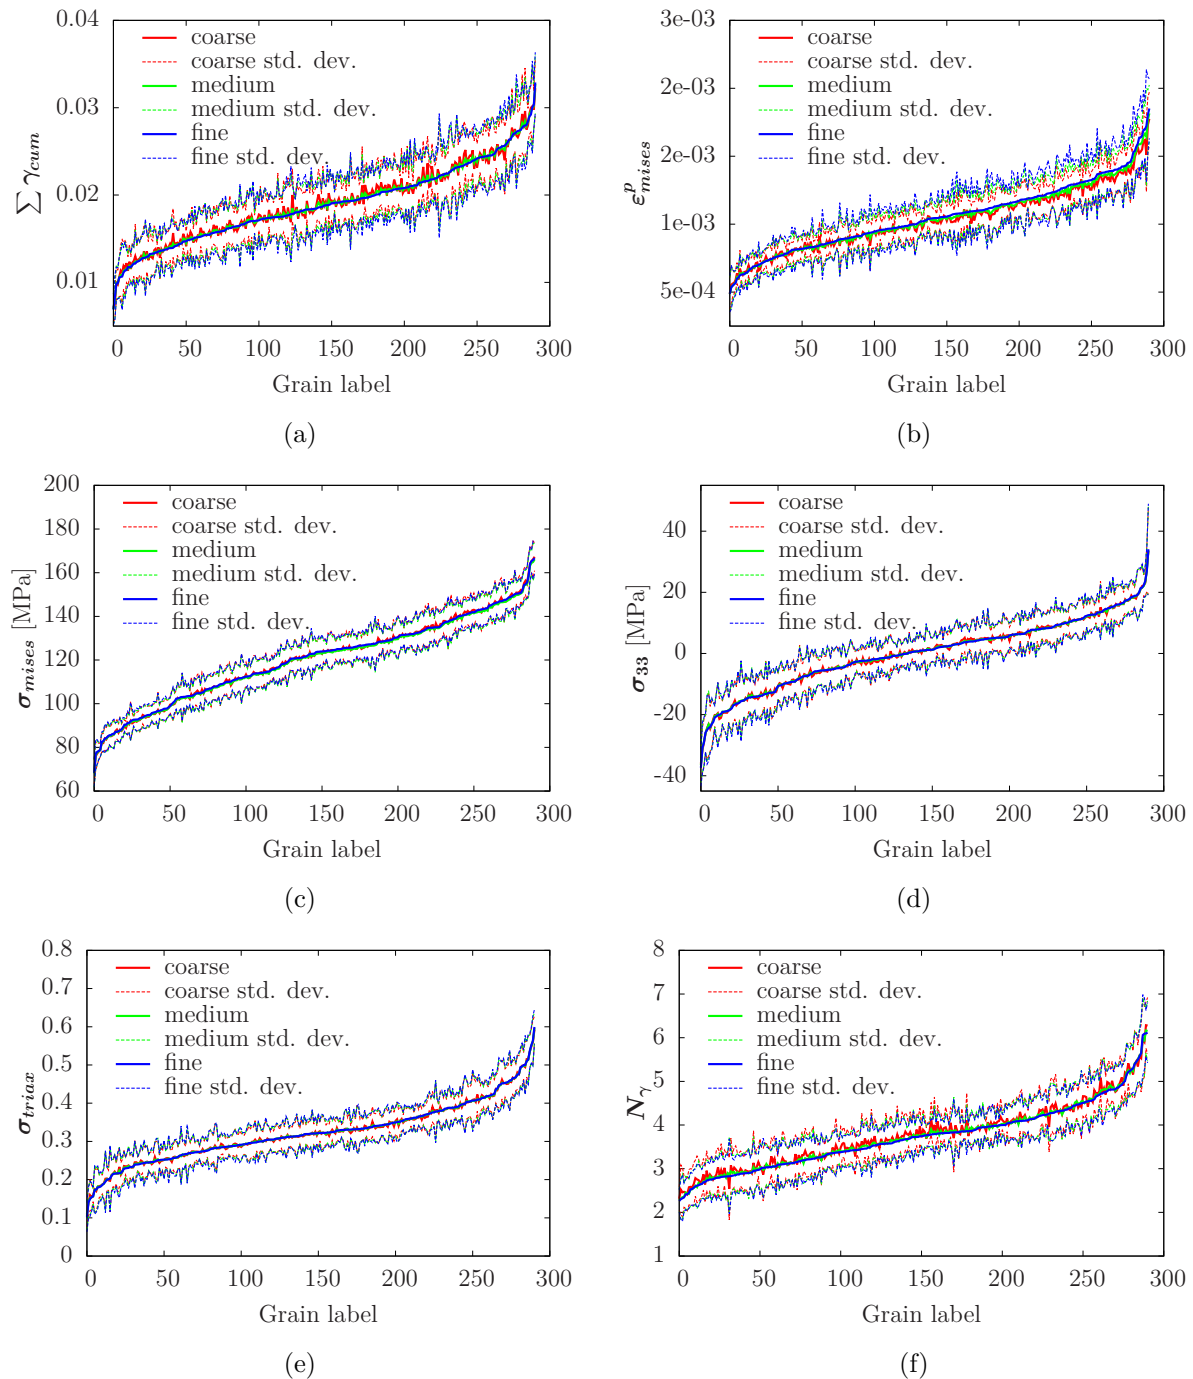 0.04
0.03
0.02
0.01
∑ γcum
coarse
coarse std. dev.
medium
medium std. dev.
fine
fine std. dev.
0 50 100 150 200 250 300
Grain label
(a)
3e-03
2e-03
2e-03
1e-03
5e-04
ε^p_mises
coarse
coarse std. dev.
medium
medium std. dev.
fine
fine std. dev.
0 50 100 150 200 250 300
Grain label
(b)
200
180
160
140
120
100
80
60
σmises [MPa]
coarse
coarse std. dev.
medium
medium std. dev.
fine
fine std. dev.
0 50 100 150 200 250 300
Grain label
(c)
40
20
0
-20
-40
σ33 [MPa]
coarse
coarse std. dev.
medium
medium std. dev.
fine
fine std. dev.
0 50 100 150 200 250 300
Grain label
(d)
0.8
0.7
0.6
0.5
0.4
0.3
0.2
0.1
0
σtriax
coarse
coarse std. dev.
medium
medium std. dev.
fine
fine std. dev.
0 50 100 150 200 250 300
Grain label
(e)
8
7
6
5
4
3
2
1
Nγ
coarse
coarse std. dev.
medium
medium std. dev.
fine
fine std. dev.
0 50 100 150 200 250 300
Grain label
(f)